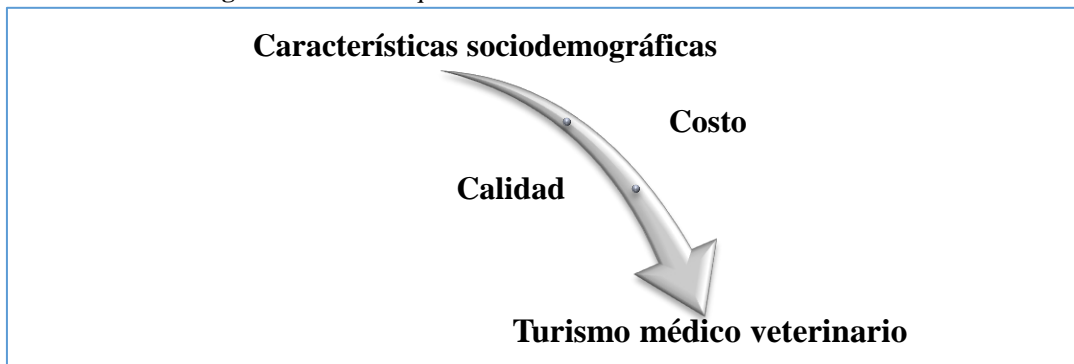 Características sociodemográficas
Costo
Calidad
Turismo médico veterinario